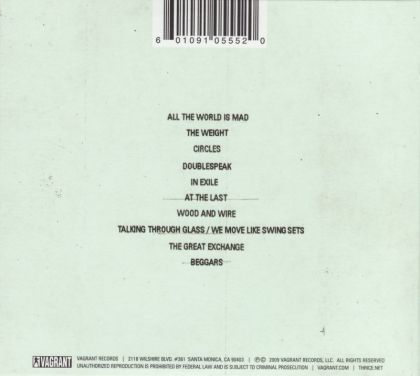 6 01091 05552 0
ALL THE WORLD IS MAD
THE WEIGHT
CIRCLES
DOUBLESPEAK
IN EXILE
AT THE LAST
WOOD AND WIRE
TALKING THROUGH GLASS / WE MOVE LIKE SWING SETS
THE GREAT EXCHANGE
BEGGARS
VAGRANT VAGRANT RECORDS | 2118 WILSHIRE BLVD. #361 SANTA MONICA, CA 90403 | ℗© 2009 VAGRANT RECORDS, LLC. ALL RIGHTS RESERVED
UNAUTHORIZED REPRODUCTION IS PROHIBITED BY FEDERAL LAW AND IS SUBJECT TO CRIMINAL PROSECUTION | VAGRANT.COM | THRICE.NET